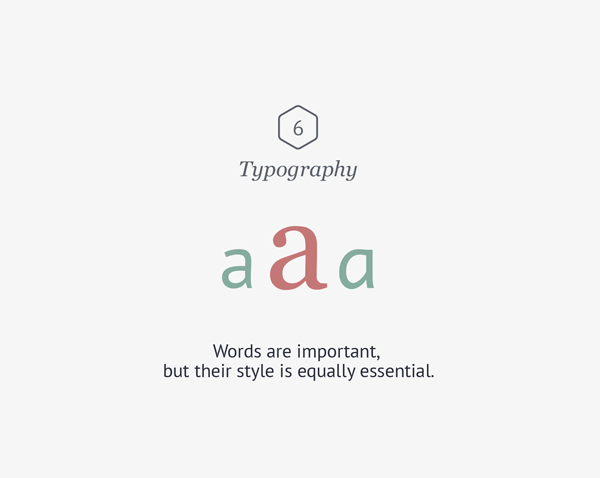 6
Typography
a a a
Words are important,
but their style is equally essential.